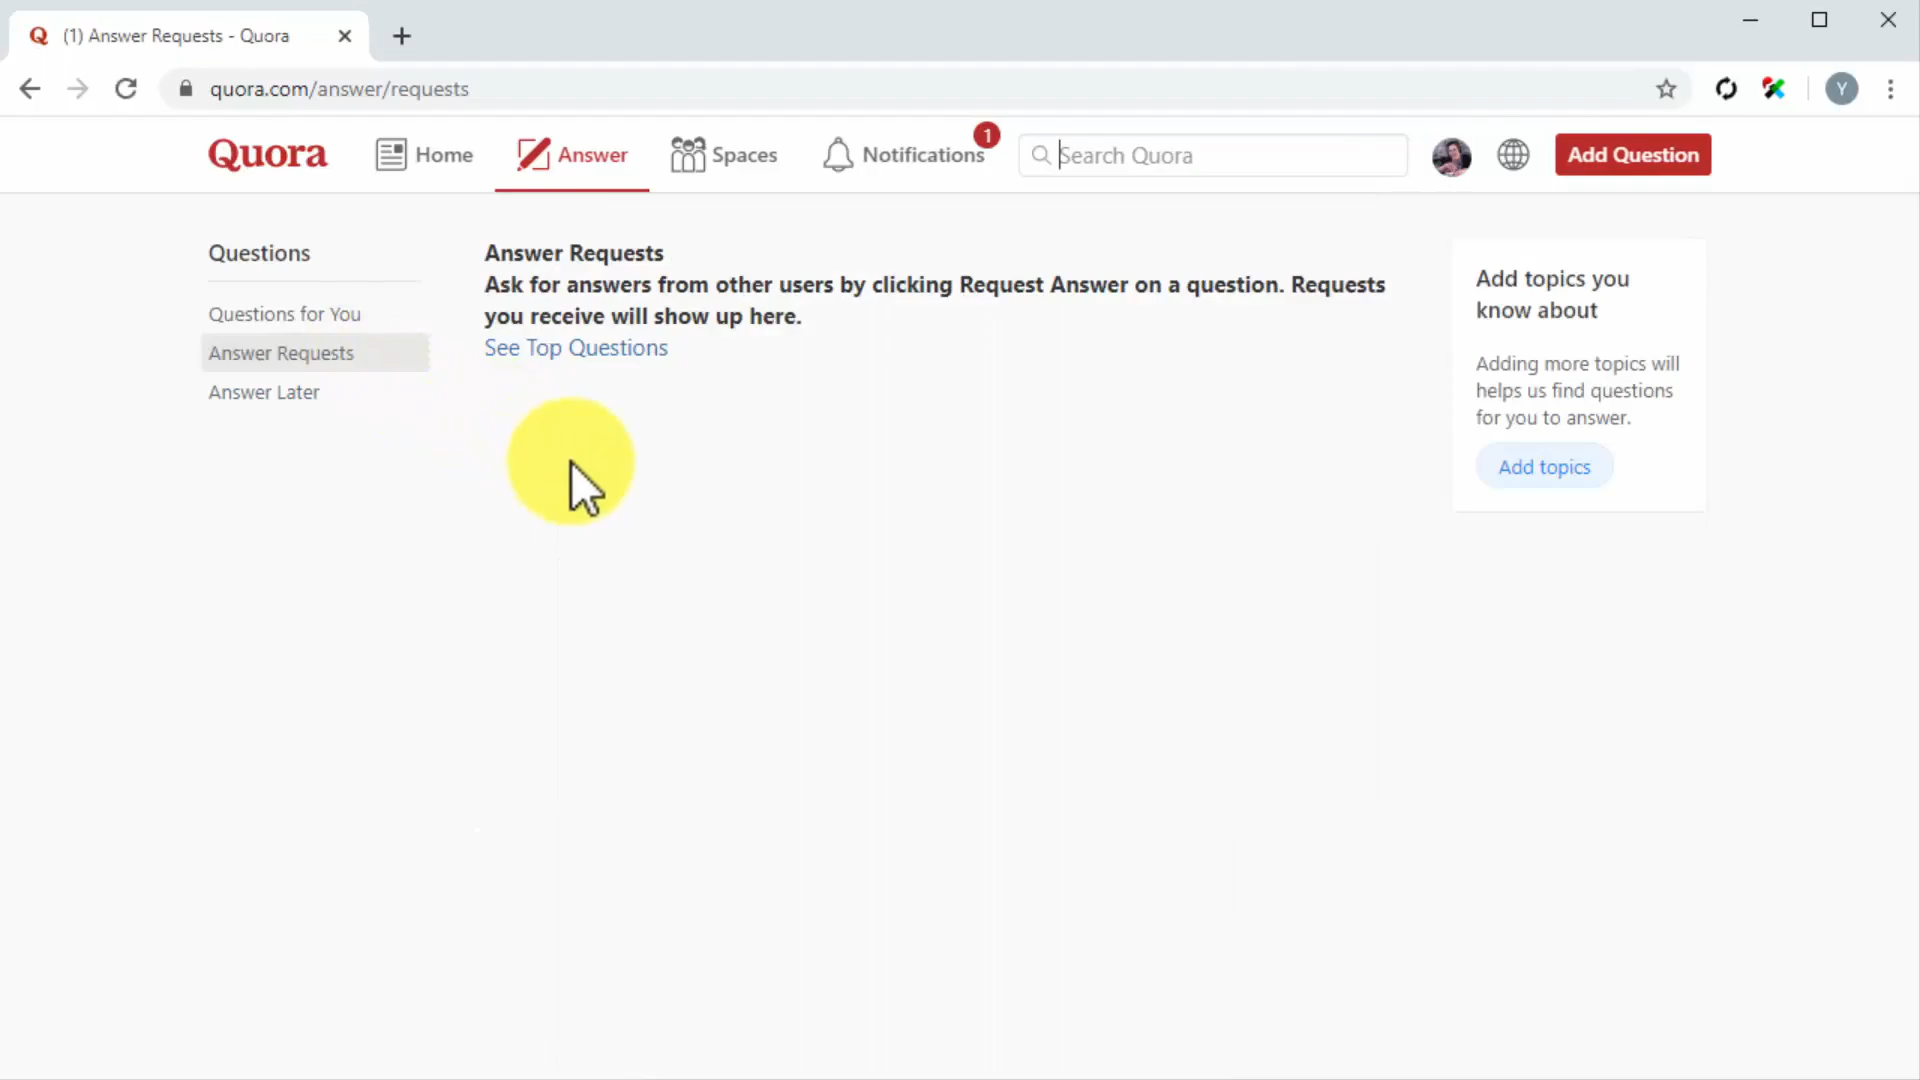 (1) Answer Requests - Quora
quora.com/answer/requests
Y
Quora
Home
Answer
Spaces
Notifications
1
Search Quora
Add Question
Questions
Questions for You
Answer Requests
Answer Later
Answer Requests
Ask for answers from other users by clicking Request Answer on a question. Requests
you receive will show up here.
See Top Questions
Add topics you
know about
Adding more topics will
helps us find questions
for you to answer.
Add topics